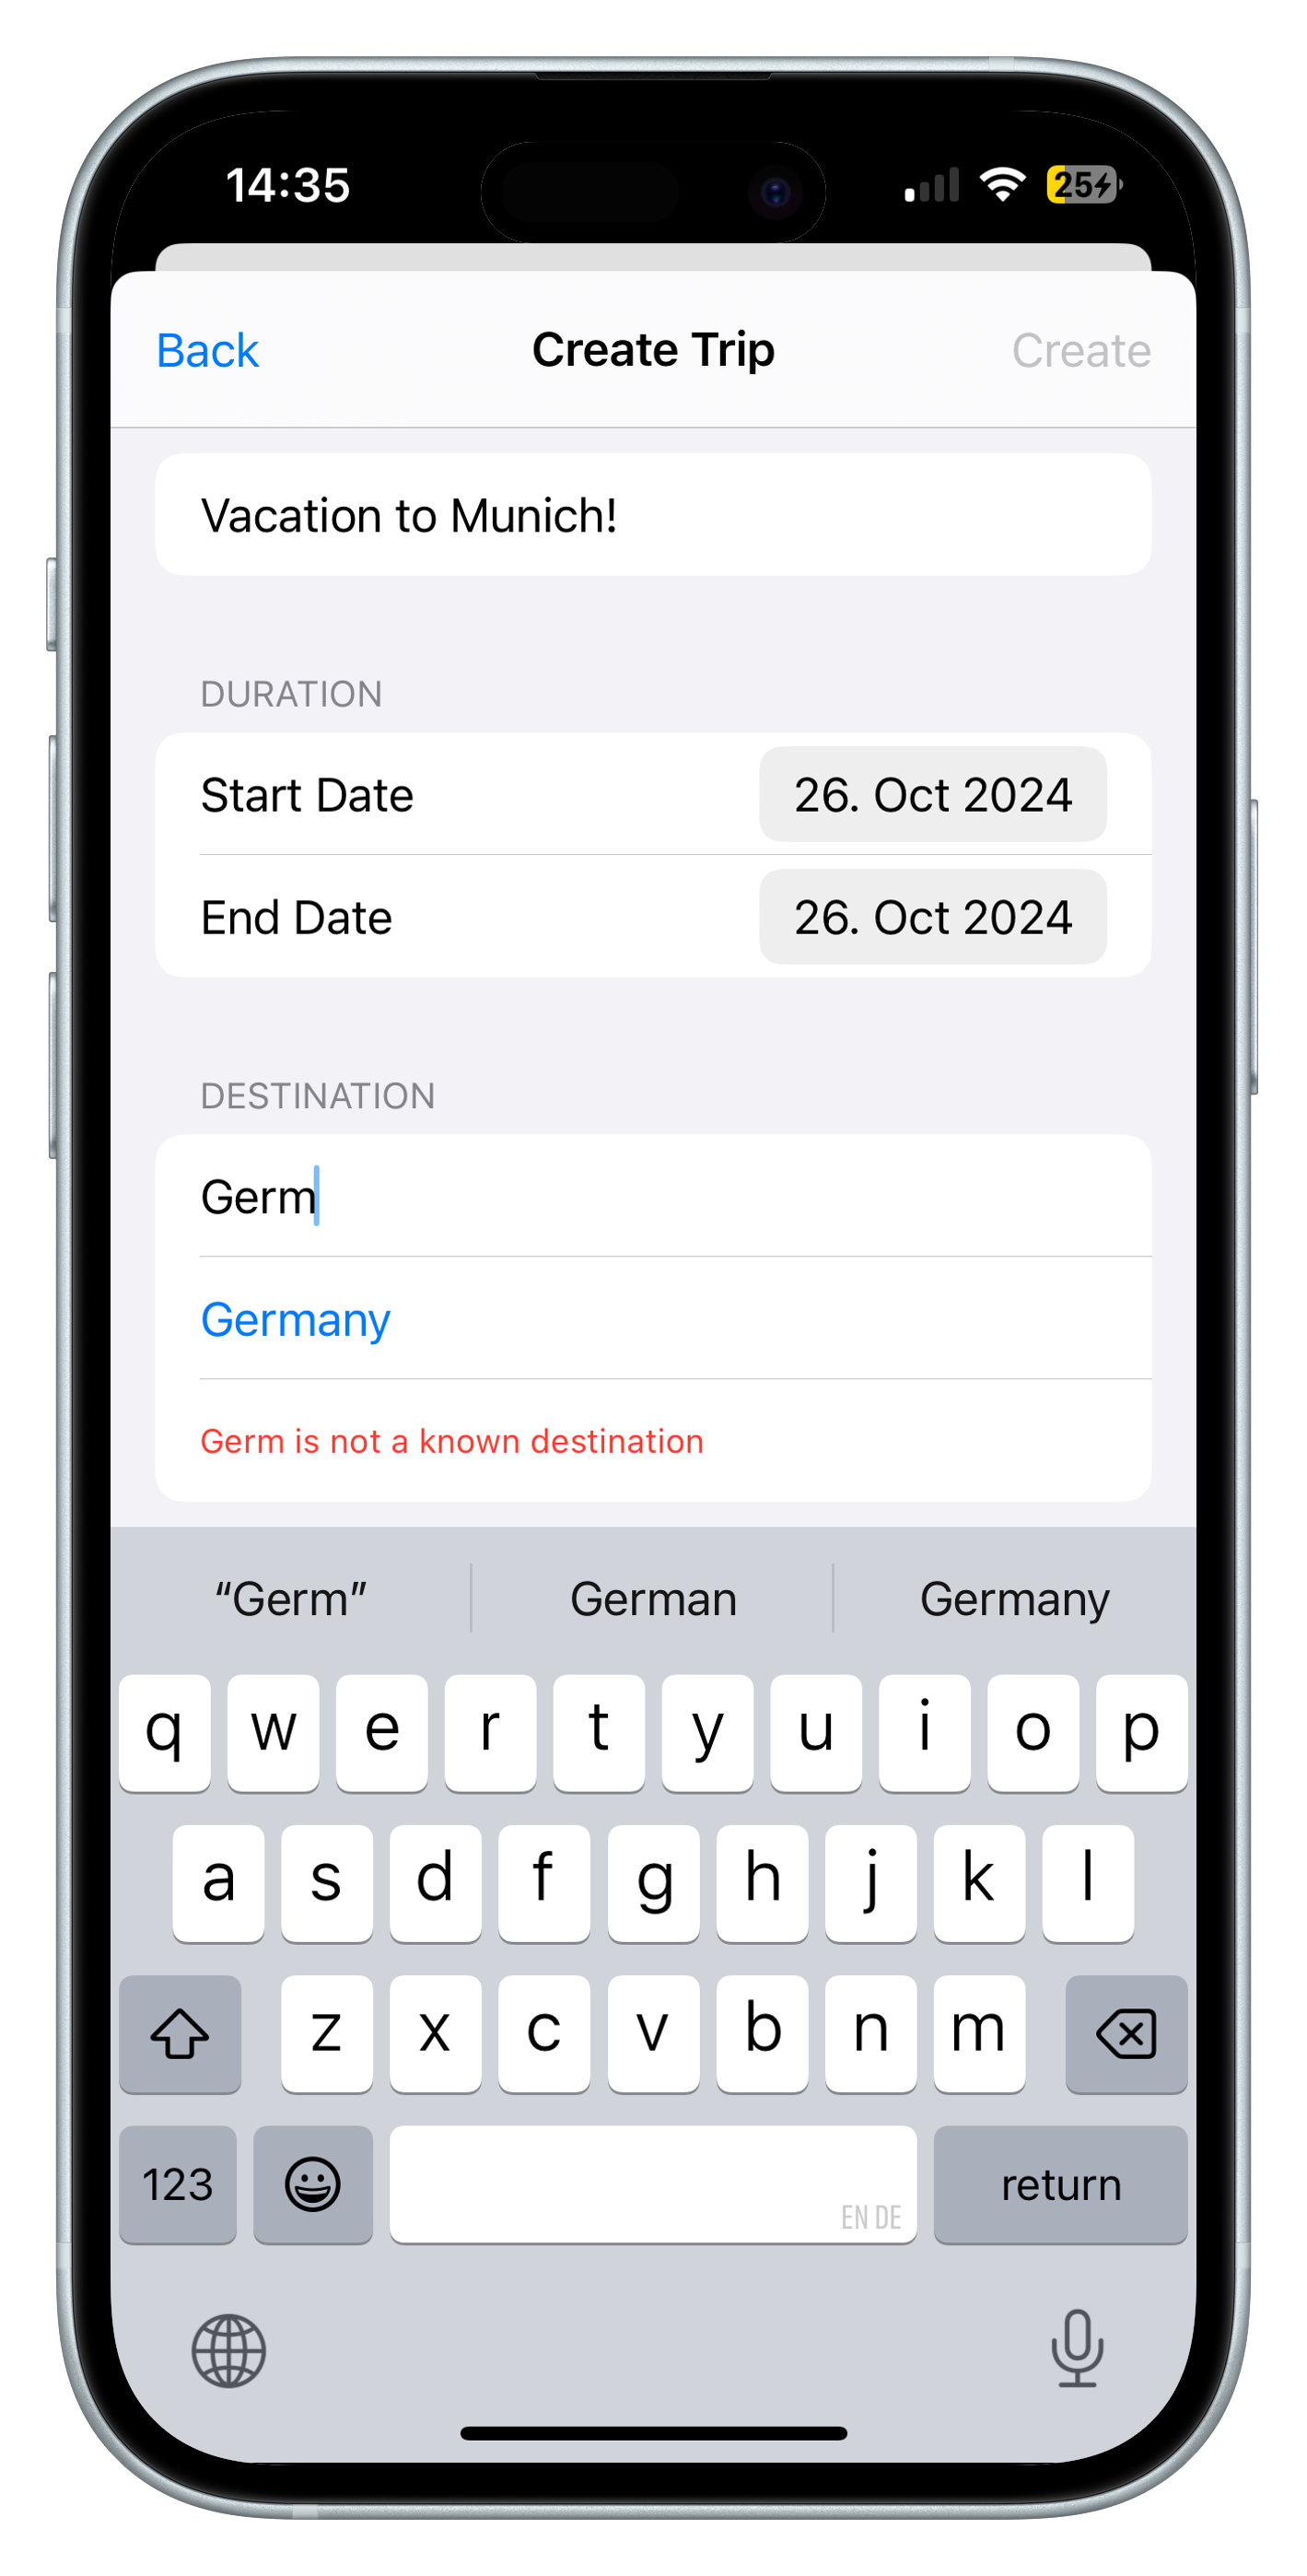 14:35
25
Back Create Trip Create
Vacation to Munich!
DURATION
Start Date 26. Oct 2024
End Date 26. Oct 2024
DESTINATION
Germ
Germany
Germ is not a known destination
“Germ” German Germany
q w e r t y u i o p
a s d f g h j k l
z x c v b n m
123 EN DE return